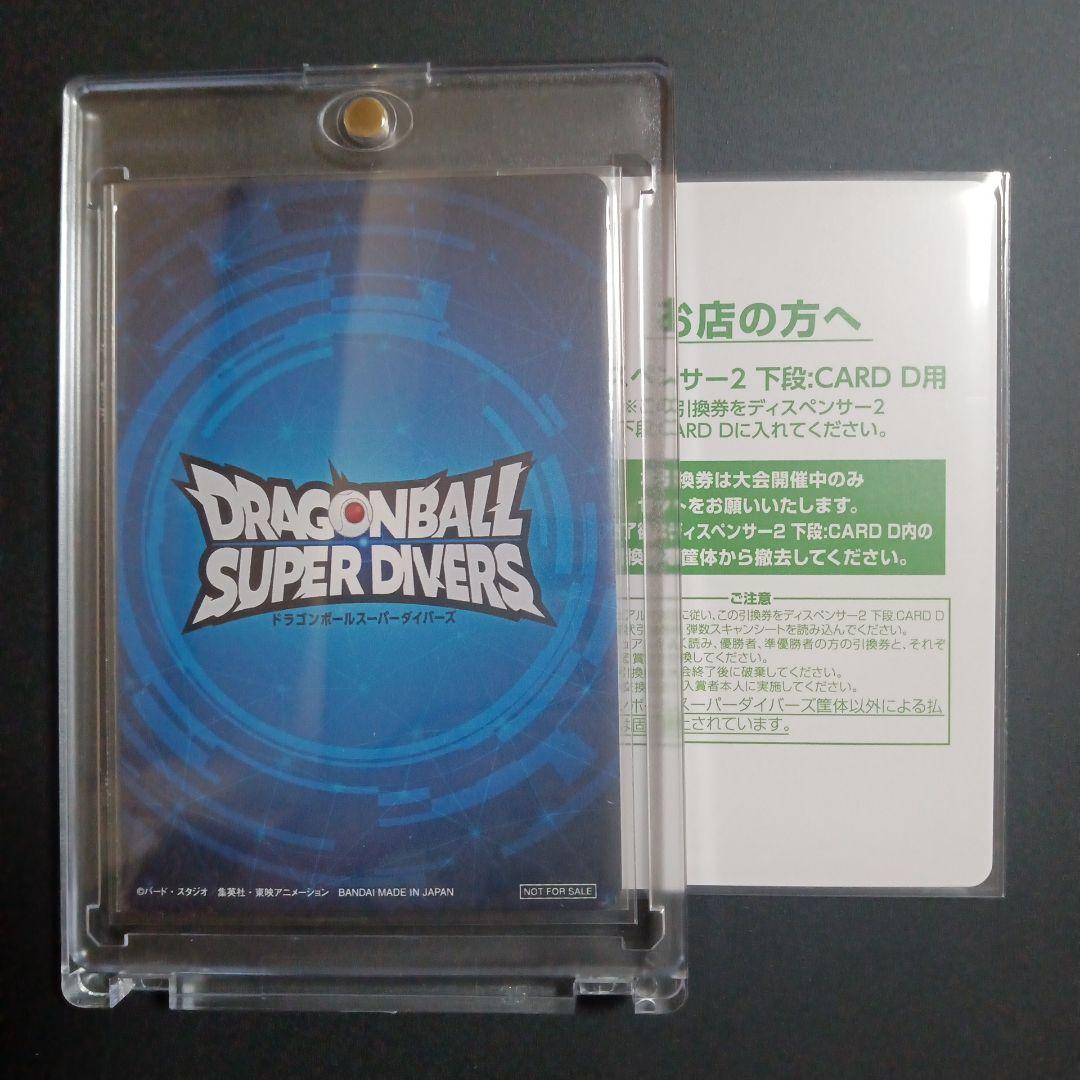 DRAGONBALL
SUPER DIVERS
ドラゴンボールスーパーダイバーズ
©バード・スタジオ 集英社・東映アニメーション BANDAI MADE IN JAPAN
NOT FOR SALE
お店の方へ
スペンサー2 下段:CARD D用
※この引換券をディスペンサー2
下段:CARD Dに入れてください。
換券は大会開催中のみ
セットをお願いいたします。
ディスペンサー2 下段:CARD D内の
筐体から撤去してください。
ご注意
に従い、この引換券をディスペンサー2 下段:CARD D
弾数スキャンシートを読み込んでください。
読み、優勝者、準優勝者の方の引換券と、それぞ
換してください。
会終了後に破棄してください。
入賞者本人に実施してください。
スーパーダイバーズ筐体以外による払
されています。